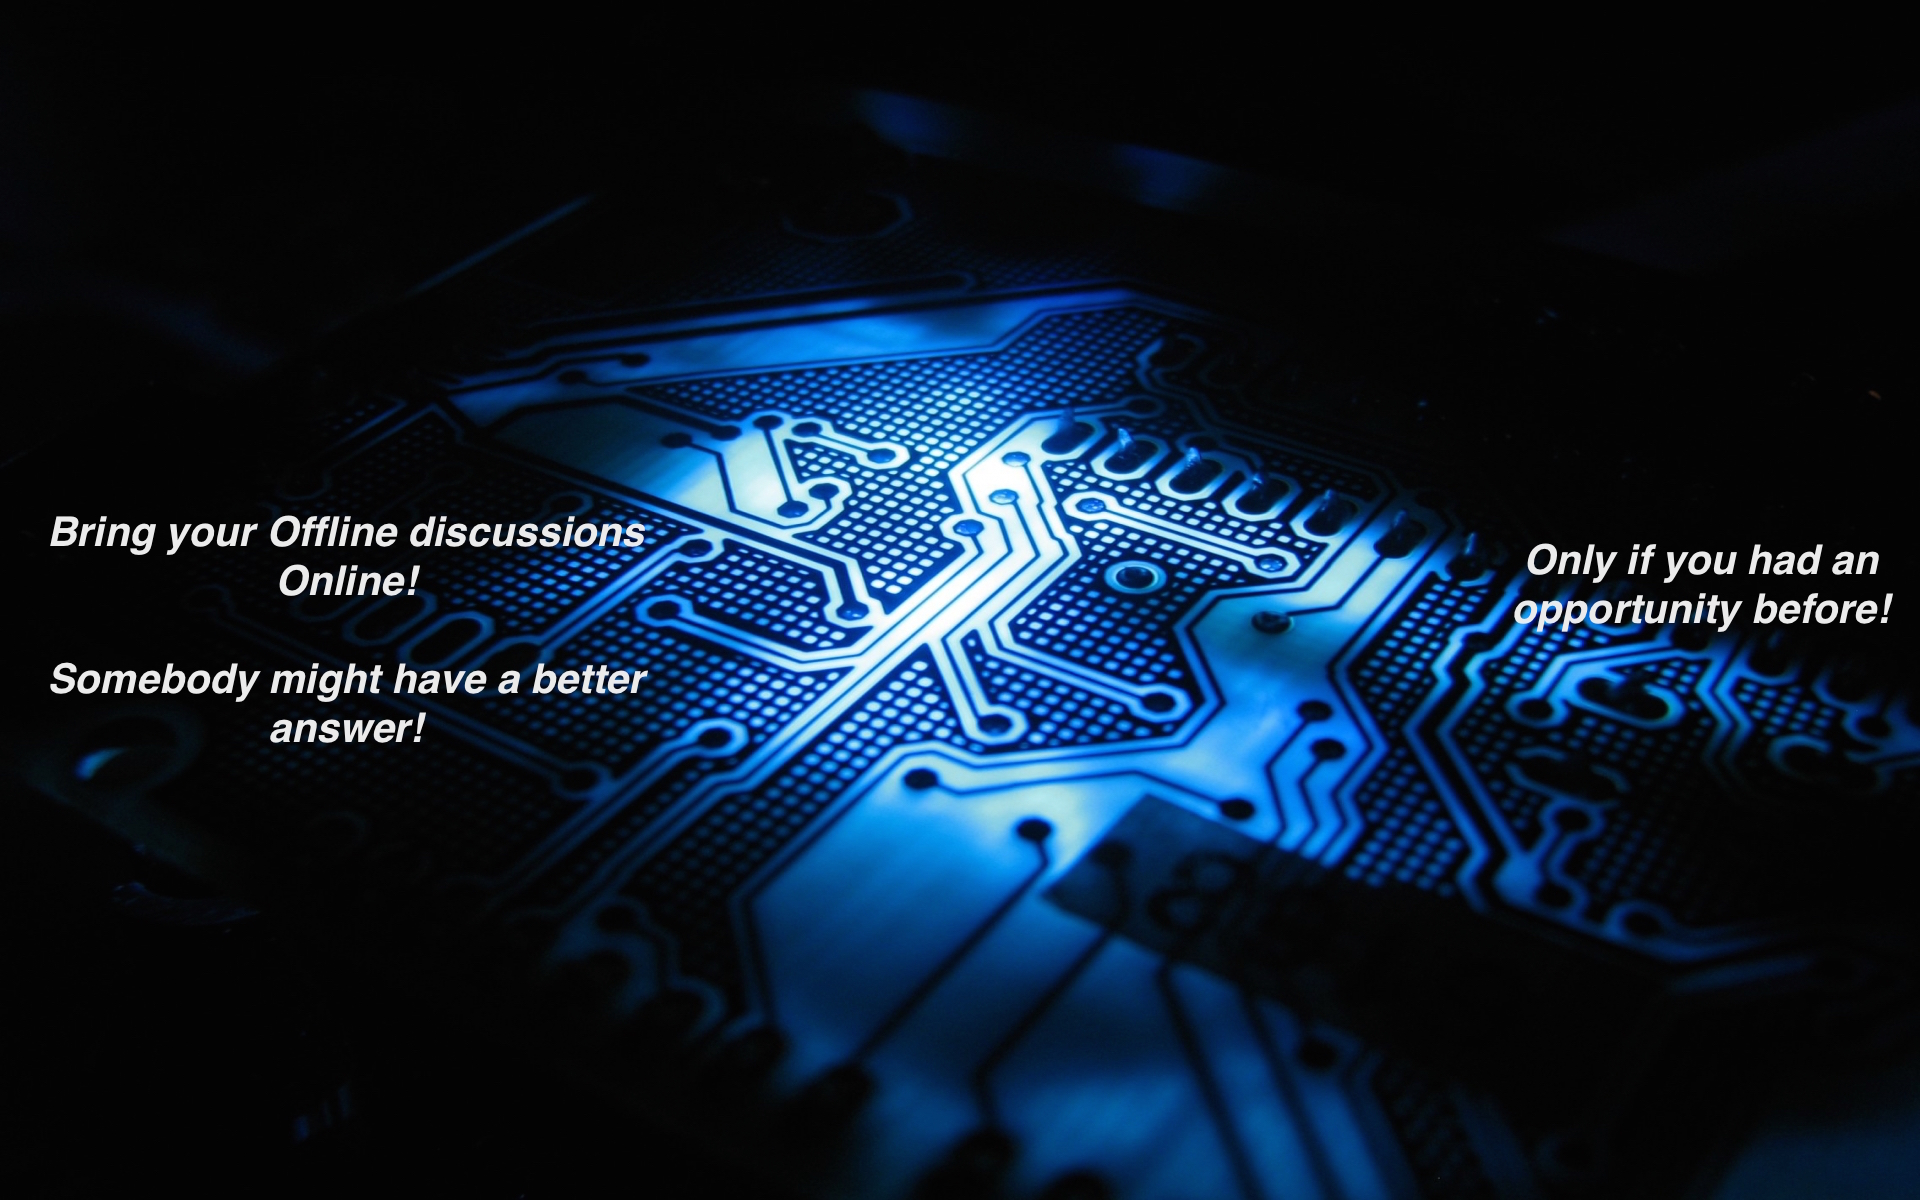 Bring your Offline discussions
Online!
Somebody might have a better
answer!
Only if you had an
opportunity before!